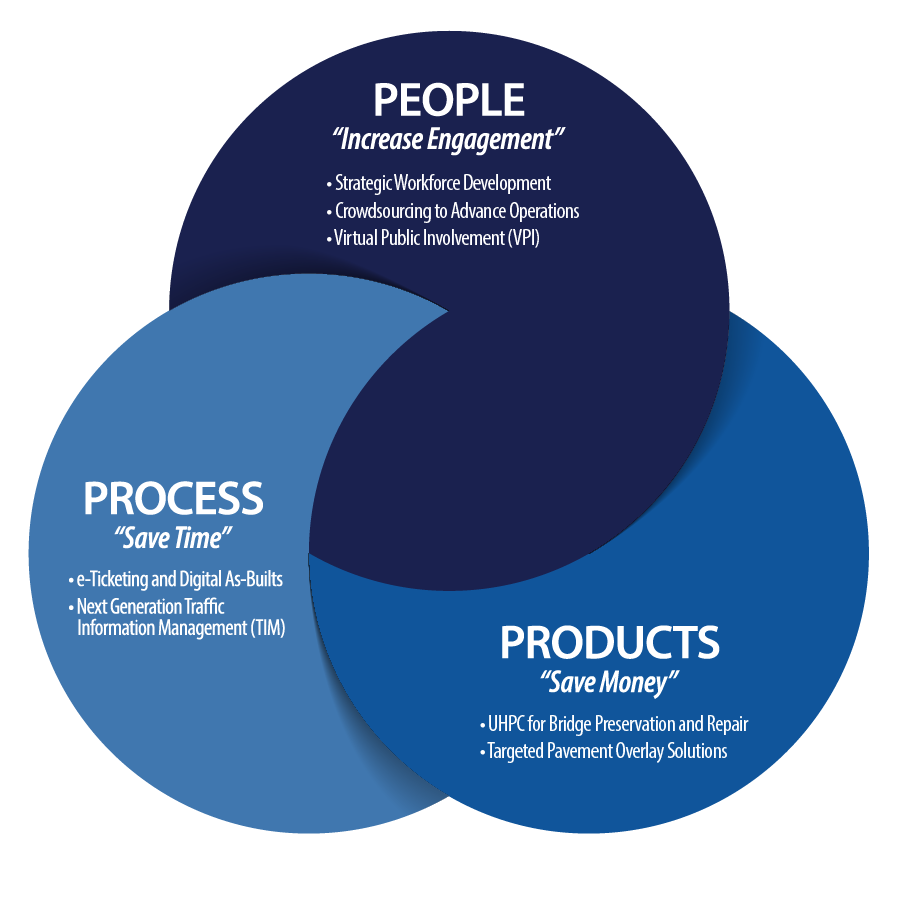 PEOPLE
“Increase Engagement”
• Strategic Workforce Development
• Crowdsourcing to Advance Operations
• Virtual Public Involvement (VPI)
PROCESS
“Save Time”
• e-Ticketing and Digital As-Builts
• Next Generation Traffic
Information Management (TIM)
PRODUCTS
“Save Money”
• UHPC for Bridge Preservation and Repair
• Targeted Pavement Overlay Solutions